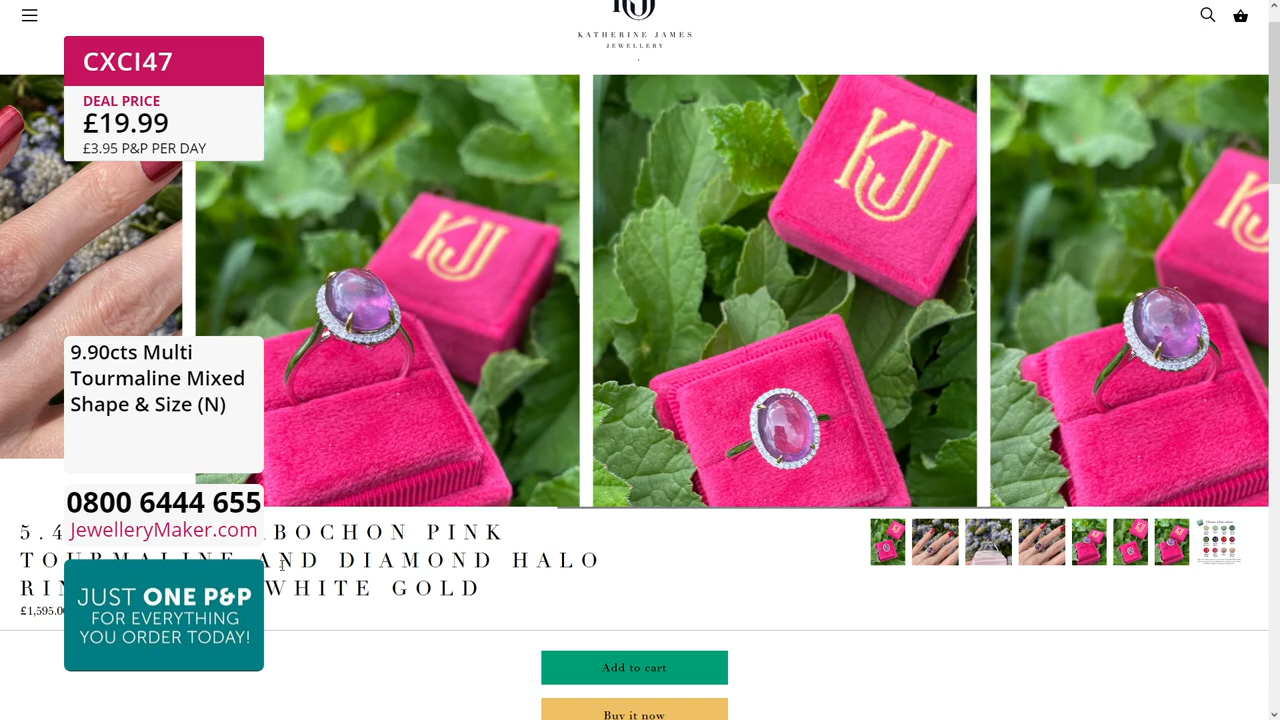 KJ
KATHERINE JAMES
JEWELLERY
CXCI47
DEAL PRICE
£19.99
£3.95 P&P PER DAY
KJ
KJ
KJ
9.90cts Multi
Tourmaline Mixed
Shape & Size (N)
0800 6444 655
JewelleryMaker.com
JUST ONE P&P
FOR EVERYTHING
YOU ORDER TODAY!
5.4 BOCHON PINK
TOURMALINE AND DIAMOND HALO
WHITE GOLD
£1,595.0
Add to cart
Buy it now